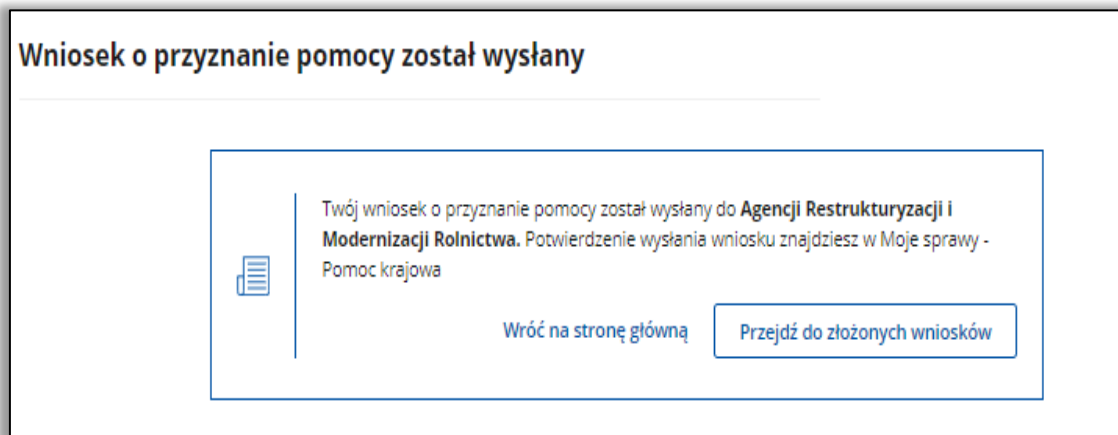 Wniosek o przyznanie pomocy został wysłany
Twój wniosek o przyznanie pomocy został wysłany do Agencji Restrukturyzacji i
Modernizacji Rolnictwa. Potwierdzenie wysłania wniosku znajdziesz w Moje sprawy -
Pomoc krajowa
Wróć na stronę główną
Przejdź do złożonych wniosków